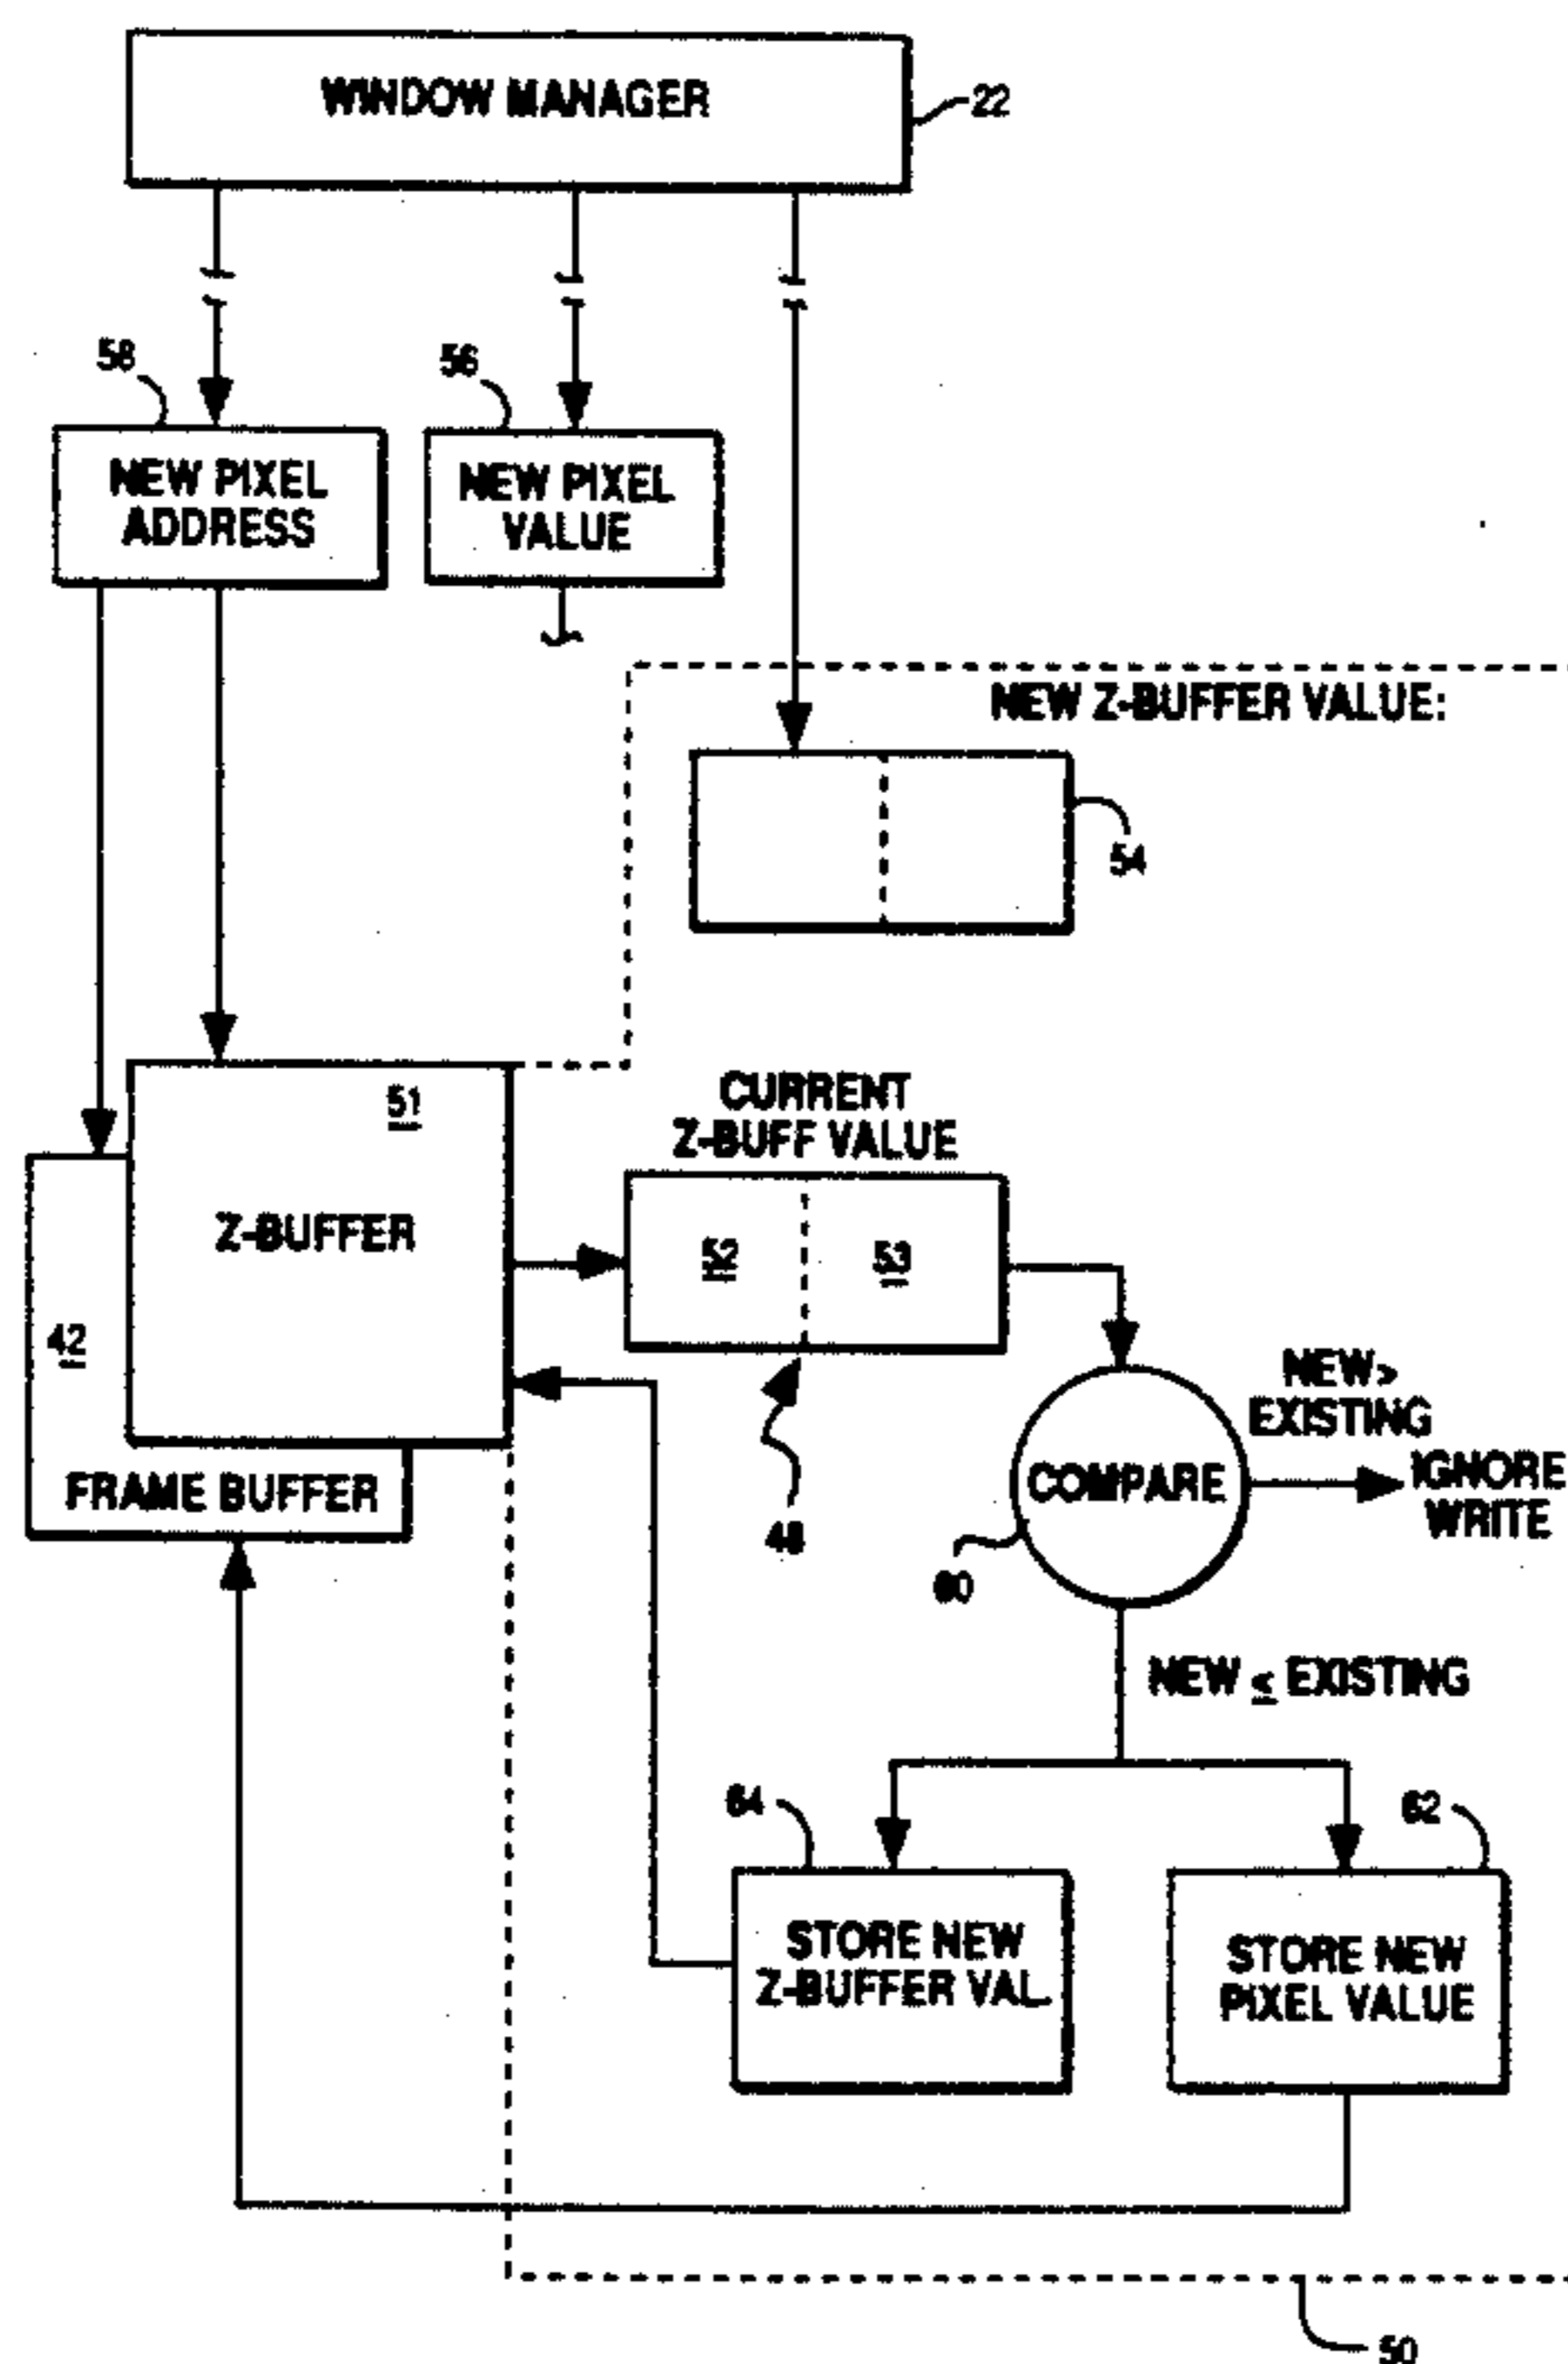 WINDOW MANAGER
22
58
56
NEW PIXEL
ADDRESS
NEW PIXEL
VALUE
NEW Z-BUFFER VALUE:
54
51
Z-BUFFER
CURRENT
Z-BUFF VALUE
52
53
42
FRAME BUFFER
48
COMPARE
60
NEW >
EXISTING
IGNORE
WRITE
NEW ≤ EXISTING
64
62
STORE NEW
Z-BUFFER VAL.
STORE NEW
PIXEL VALUE
50